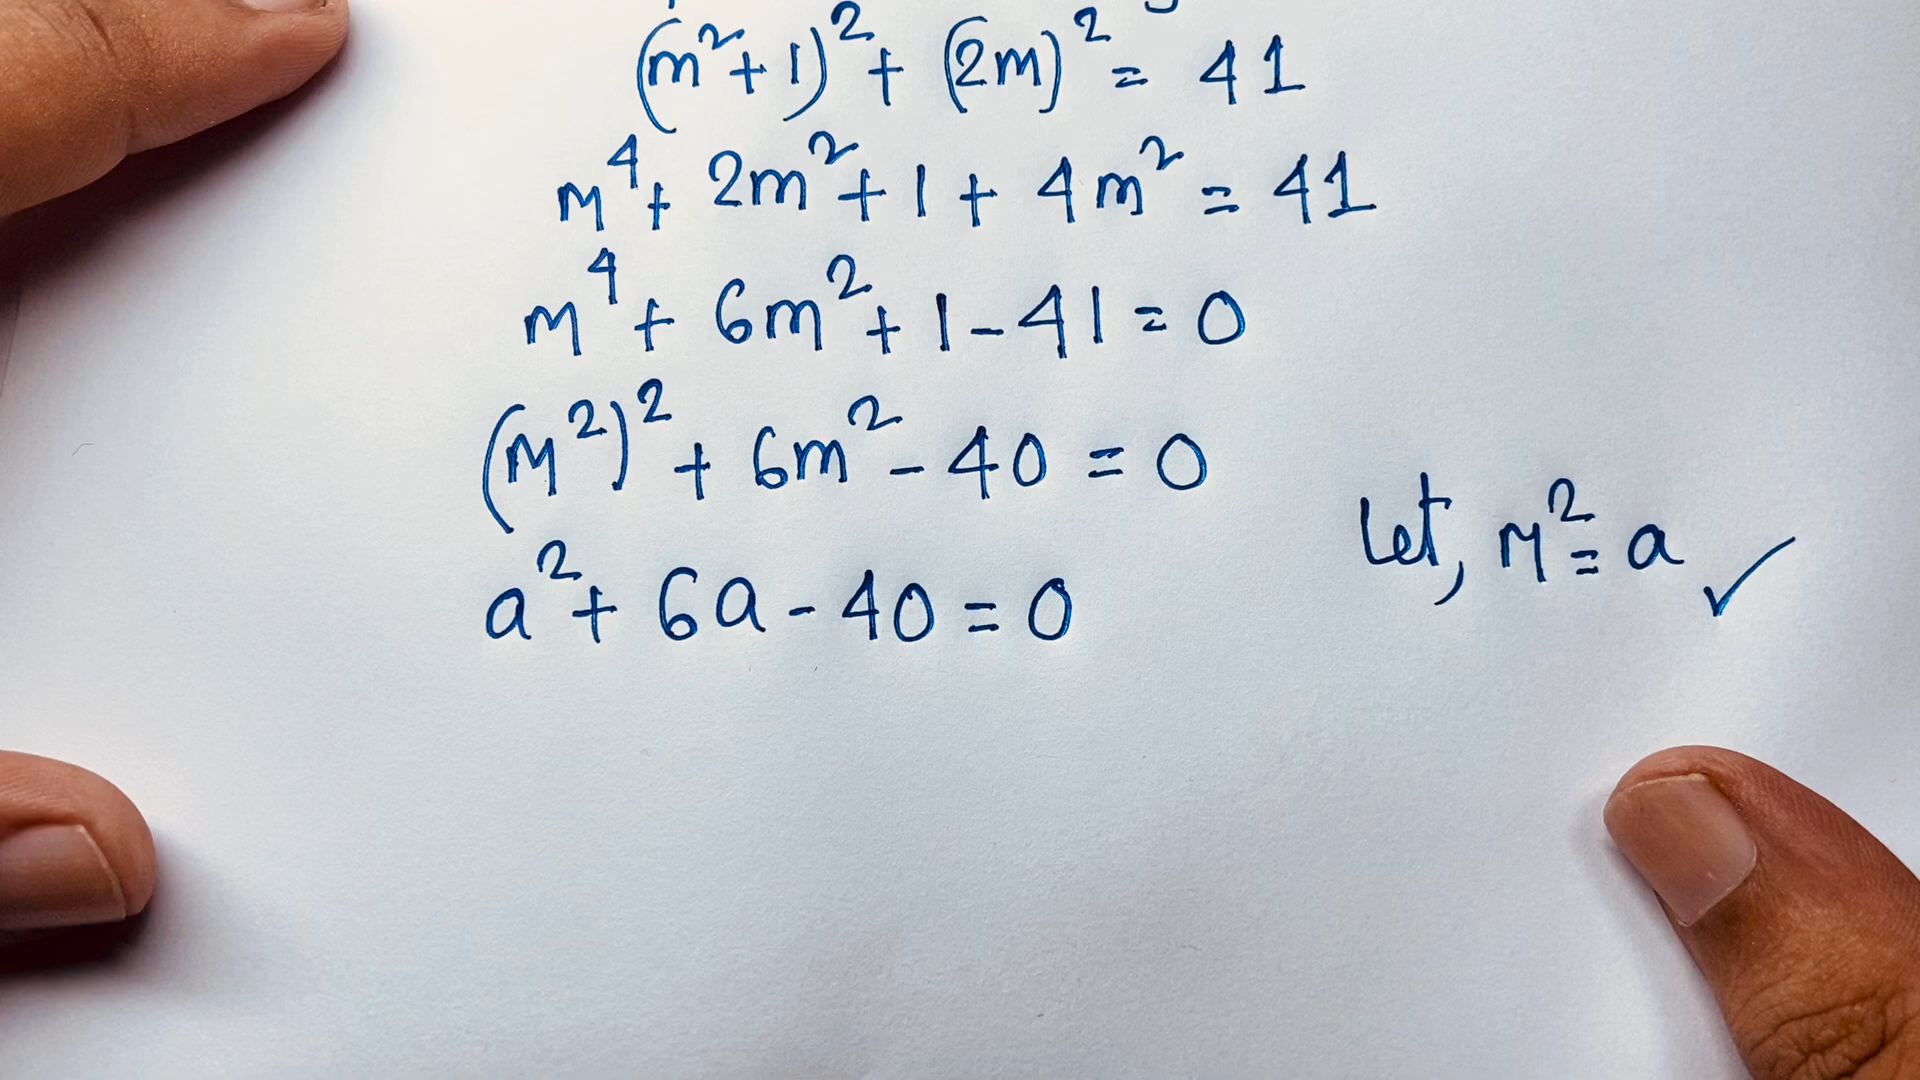 (m²+1)² + (2m)² = 41
m⁴ + 2m² + 1 + 4m² = 41
m⁴ + 6m² + 1 - 41 = 0
(m²)² + 6m² - 40 = 0
Let, m² = a ✓
a² + 6a - 40 = 0